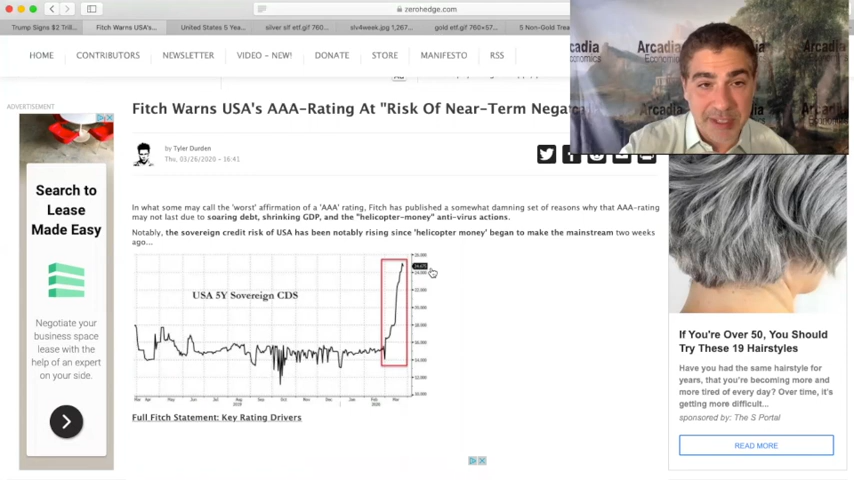 zerohedge.com
Trump Signs $2 Trill...
Fitch Warns USA's...
United States 5 Yea...
silver slf etf.gif 760...
slv4week.jpg 1,267...
gold etf.gif 760×57...
5 Non-Gold Trea
HOME
CONTRIBUTORS
NEWSLETTER
VIDEO - NEW!
DONATE
STORE
MANIFESTO
RSS
Arcadia
Economics
Arcadia
Economics
ADVERTISEMENT
Fitch Warns USA's AAA-Rating At "Risk Of Near-Term Negat
by Tyler Durden
Thu, 03/26/2020 - 16:41
In what some may call the 'worst' affirmation of a 'AAA' rating, Fitch has published a somewhat damning set of reasons why that AAA-rating
may not last due to soaring debt, shrinking GDP, and the "helicopter-money" anti-virus actions.
Notably, the sovereign credit risk of USA has been notably rising since 'helicopter money' began to make the mainstream two weeks
ago...
USA 5Y Sovereign CDS
Full Fitch Statement: Key Rating Drivers
Search to
Lease
Made Easy
Negotiate your
business space
lease with the
help of an expert
on your side.
If You're Over 50, You Should
Try These 19 Hairstyles
Have you had the same hairstyle for
years, that you're becoming more and
more tired of every day? Over time, it's
getting more difficult...
sponsored by: The S Portal
READ MORE